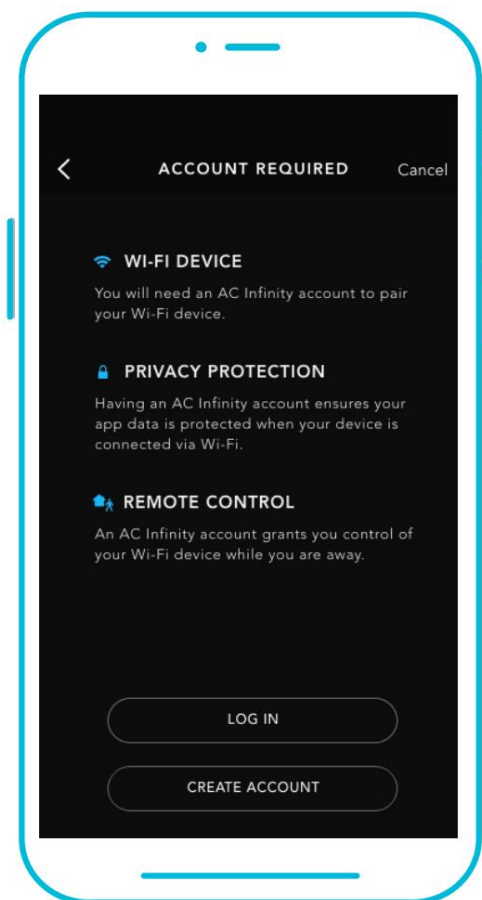 ACCOUNT REQUIRED Cancel
WI-FI DEVICE
You will need an AC Infinity account to pair
your Wi-Fi device.
PRIVACY PROTECTION
Having an AC Infinity account ensures your
app data is protected when your device is
connected via Wi-Fi.
REMOTE CONTROL
An AC Infinity account grants you control of
your Wi-Fi device while you are away.
LOG IN
CREATE ACCOUNT